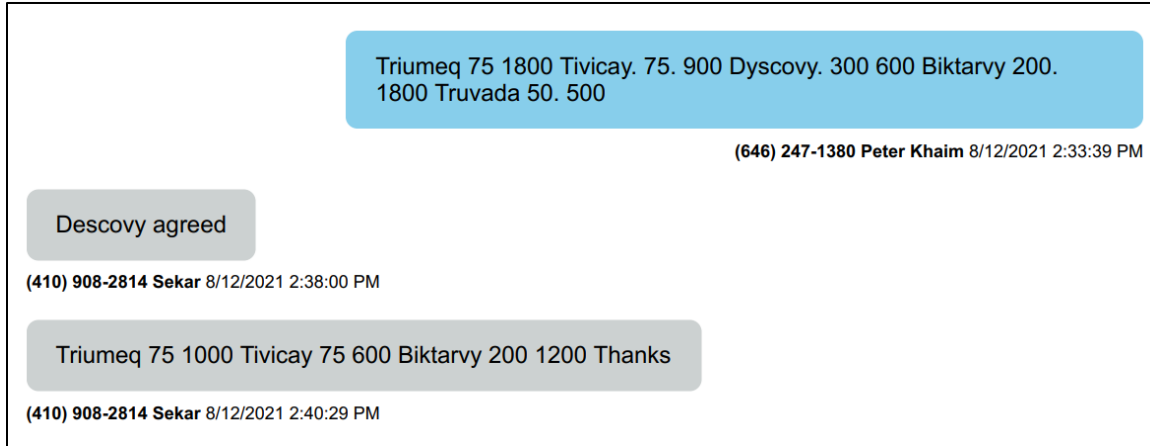 Triumeq 75 1800 Tivicay. 75. 900 Dyscovy. 300 600 Biktarvy 200.
1800 Truvada 50. 500
(646) 247-1380 Peter Khaim 8/12/2021 2:33:39 PM
Descovy agreed
(410) 908-2814 Sekar 8/12/2021 2:38:00 PM
Triumeq 75 1000 Tivicay 75 600 Biktarvy 200 1200 Thanks
(410) 908-2814 Sekar 8/12/2021 2:40:29 PM